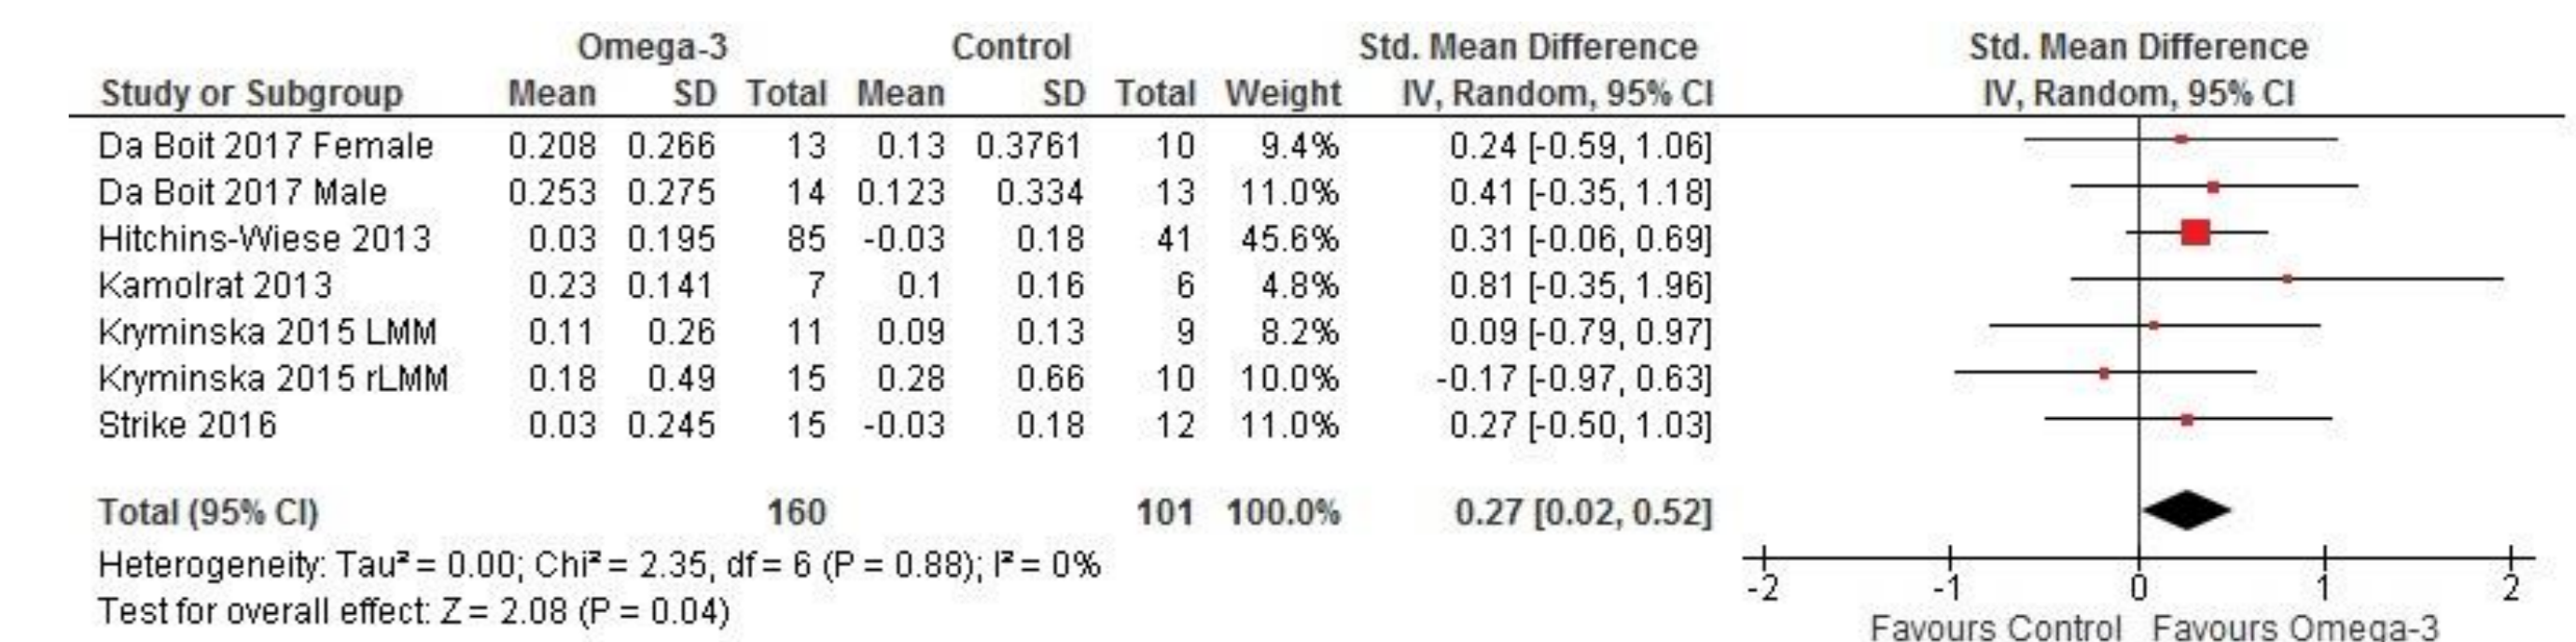 Omega-3 Control Std. Mean Difference Std. Mean Difference
Study or Subgroup Mean SD Total Mean SD Total Weight IV, Random, 95% CI IV, Random, 95% CI
Da Boit 2017 Female 0.208 0.266 13 0.13 0.3761 10 9.4% 0.24 [-0.59, 1.06]
Da Boit 2017 Male 0.253 0.275 14 0.123 0.334 13 11.0% 0.41 [-0.35, 1.18]
Hitchins-Wiese 2013 0.03 0.195 85 -0.03 0.18 41 45.6% 0.31 [-0.06, 0.69]
Kamolrat 2013 0.23 0.141 7 0.1 0.16 6 4.8% 0.81 [-0.35, 1.96]
Kryminska 2015 LMM 0.11 0.26 11 0.09 0.13 9 8.2% 0.09 [-0.79, 0.97]
Kryminska 2015 rLMM 0.18 0.49 15 0.28 0.66 10 10.0% -0.17 [-0.97, 0.63]
Strike 2016 0.03 0.245 15 -0.03 0.18 12 11.0% 0.27 [-0.50, 1.03]
Total (95% CI) 160 101 100.0% 0.27 [0.02, 0.52]
Heterogeneity: Tau² = 0.00; Chi² = 2.35, df = 6 (P = 0.88); I² = 0%
Test for overall effect: Z = 2.08 (P = 0.04)
-2 -1 0 1 2
Favours Control Favours Omega-3